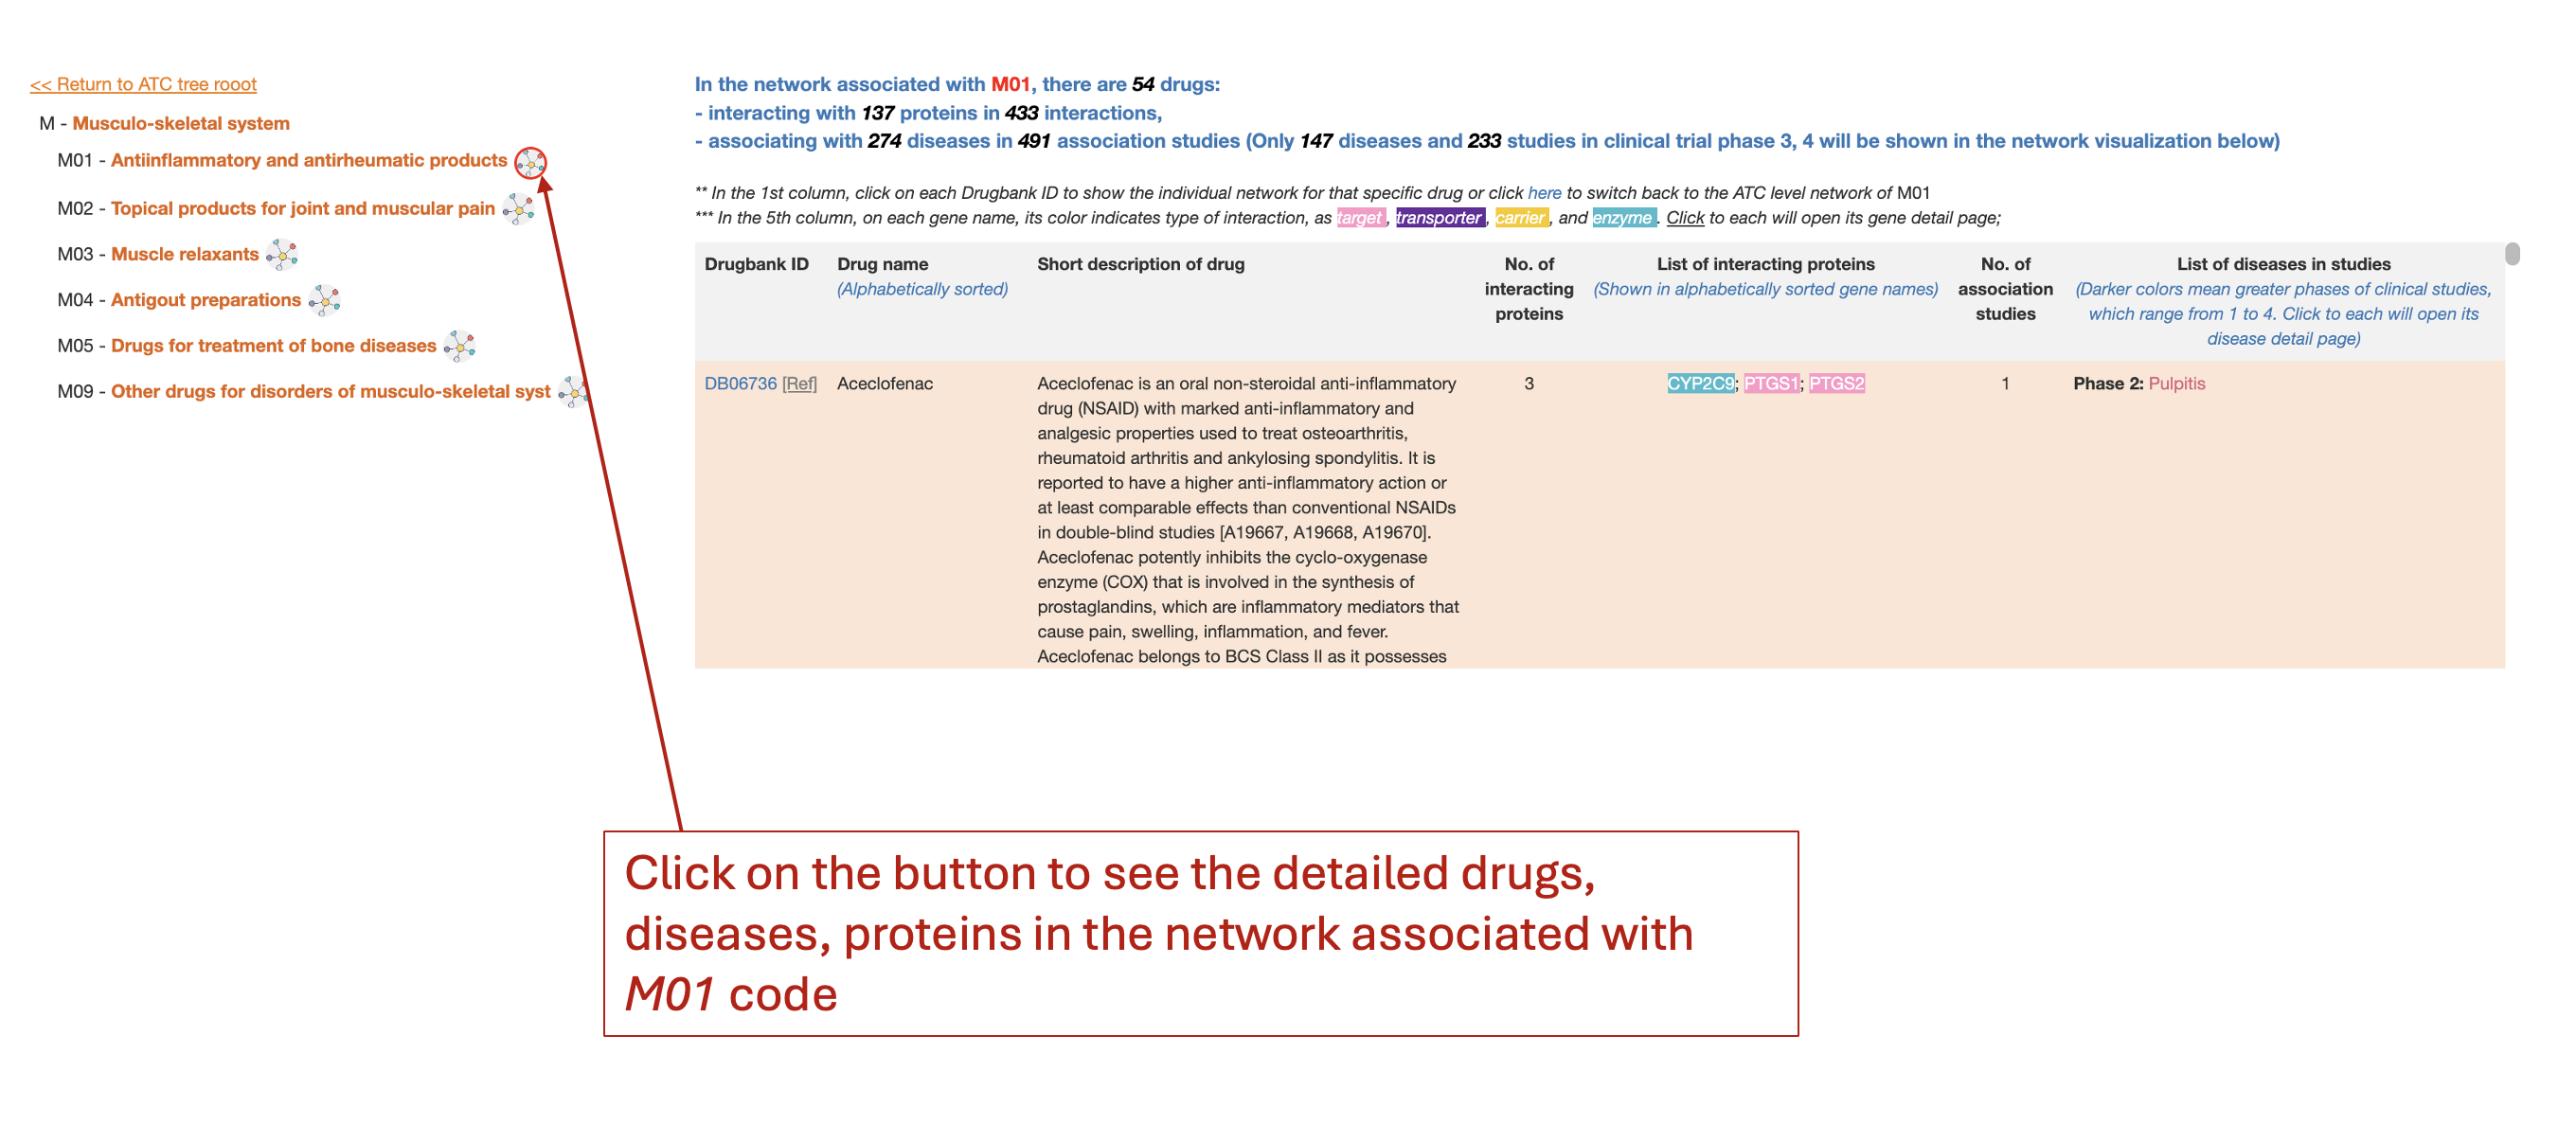 << Return to ATC tree rooot
M - Musculo-skeletal system
M01 - Antiinflammatory and antirheumatic products
M02 - Topical products for joint and muscular pain
M03 - Muscle relaxants
M04 - Antigout preparations
M05 - Drugs for treatment of bone diseases
M09 - Other drugs for disorders of musculo-skeletal syst
In the network associated with M01, there are 54 drugs:
- interacting with 137 proteins in 433 interactions,
- associating with 274 diseases in 491 association studies (Only 147 diseases and 233 studies in clinical trial phase 3, 4 will be shown in the network visualization below)
** In the 1st column, click on each Drugbank ID to show the individual network for that specific drug or click here to switch back to the ATC level network of M01
*** In the 5th column, on each gene name, its color indicates type of interaction, as target , transporter , carrier , and enzyme . Click to each will open its gene detail page;
Drugbank ID
Drug name
(Alphabetically sorted)
Short description of drug
No. of
interacting
proteins
List of interacting proteins
(Shown in alphabetically sorted gene names)
No. of
association
studies
List of diseases in studies
(Darker colors mean greater phases of clinical studies,
which range from 1 to 4. Click to each will open its
disease detail page)
DB06736 [Ref]
Aceclofenac
Aceclofenac is an oral non-steroidal anti-inflammatory
drug (NSAID) with marked anti-inflammatory and
analgesic properties used to treat osteoarthritis,
rheumatoid arthritis and ankylosing spondylitis. It is
reported to have a higher anti-inflammatory action or
at least comparable effects than conventional NSAIDs
in double-blind studies [A19667, A19668, A19670].
Aceclofenac potently inhibits the cyclo-oxygenase
enzyme (COX) that is involved in the synthesis of
prostaglandins, which are inflammatory mediators that
cause pain, swelling, inflammation, and fever.
Aceclofenac belongs to BCS Class II as it possesses
3
CYP2C9; PTGS1; PTGS2
1
Phase 2: Pulpitis
Click on the button to see the detailed drugs,
diseases, proteins in the network associated with
M01 code